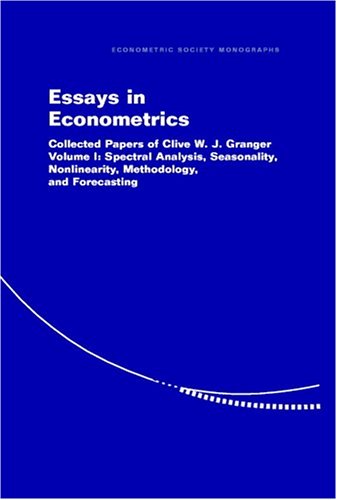 ECONOMETRIC SOCIETY MONOGRAPHS
Essays in
Econometrics
Collected Papers of Clive W. J. Granger
Volume I: Spectral Analysis, Seasonality,
Nonlinearity, Methodology,
and Forecasting